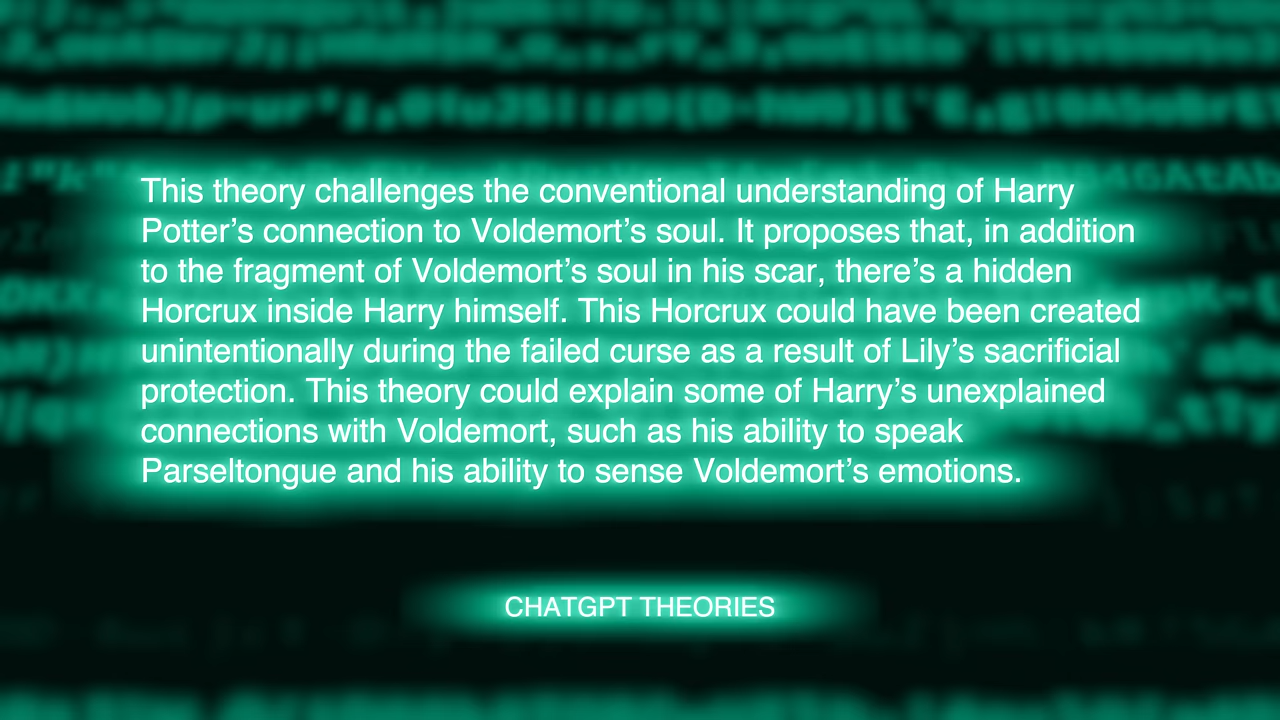 This theory challenges the conventional understanding of Harry
Potter’s connection to Voldemort’s soul. It proposes that, in addition
to the fragment of Voldemort’s soul in his scar, there’s a hidden
Horcrux inside Harry himself. This Horcrux could have been created
unintentionally during the failed curse as a result of Lily’s sacrificial
protection. This theory could explain some of Harry’s unexplained
connections with Voldemort, such as his ability to speak
Parseltongue and his ability to sense Voldemort’s emotions.
CHATGPT THEORIES